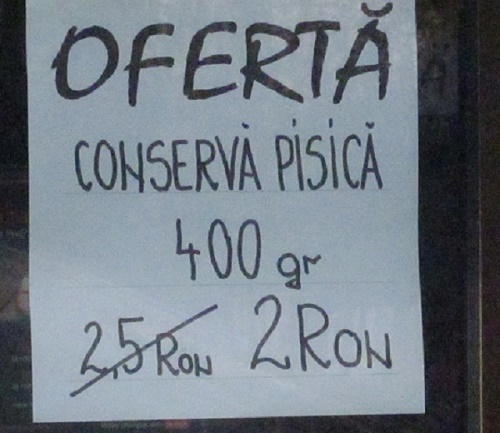 OFERTĂ
CONSERVĂ PISICĂ
400 gr
2,5 RON 2 RON